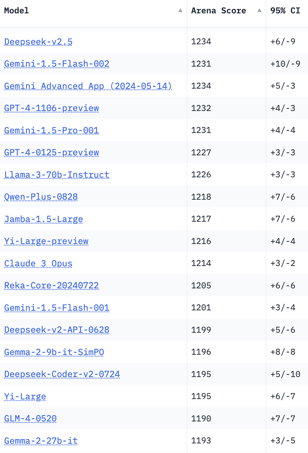 Model ▲ Arena Score ▲ 95% CI
Deepseek-v2.5 1234 +6/-9
Gemini-1.5-Flash-002 1231 +10/-9
Gemini Advanced App (2024-05-14) 1234 +5/-3
GPT-4-1106-preview 1232 +4/-3
Gemini-1.5-Pro-001 1231 +4/-4
GPT-4-0125-preview 1227 +3/-3
Llama-3-70b-Instruct 1226 +3/-3
Qwen-Plus-0828 1218 +7/-6
Jamba-1.5-Large 1217 +7/-6
Yi-Large-preview 1216 +4/-4
Claude 3 Opus 1214 +3/-2
Reka-Core-20240722 1205 +6/-6
Gemini-1.5-Flash-001 1201 +3/-4
Deepseek-v2-API-0628 1199 +5/-6
Gemma-2-9b-it-SimPO 1196 +8/-8
Deepseek-Coder-v2-0724 1195 +5/-10
Yi-Large 1195 +6/-7
GLM-4-0520 1190 +7/-7
Gemma-2-27b-it 1193 +3/-5